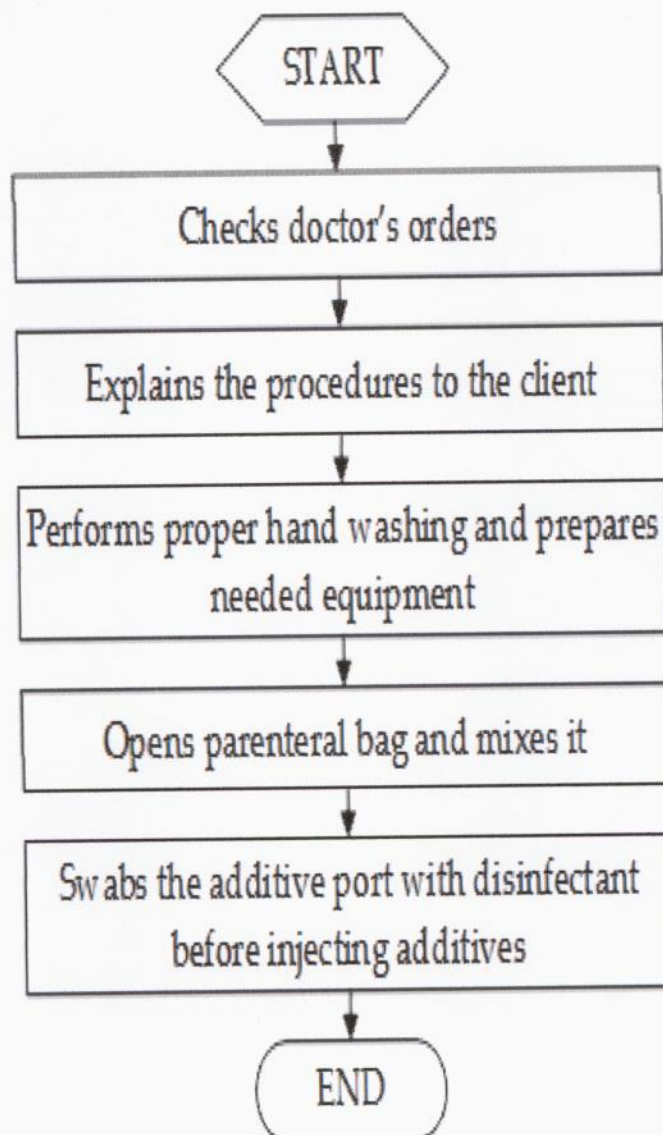 START
Checks doctor's orders
Explains the procedures to the client
Performs proper hand washing and prepares
needed equipment
Opens parenteral bag and mixes it
Swabs the additive port with disinfectant
before injecting additives
END